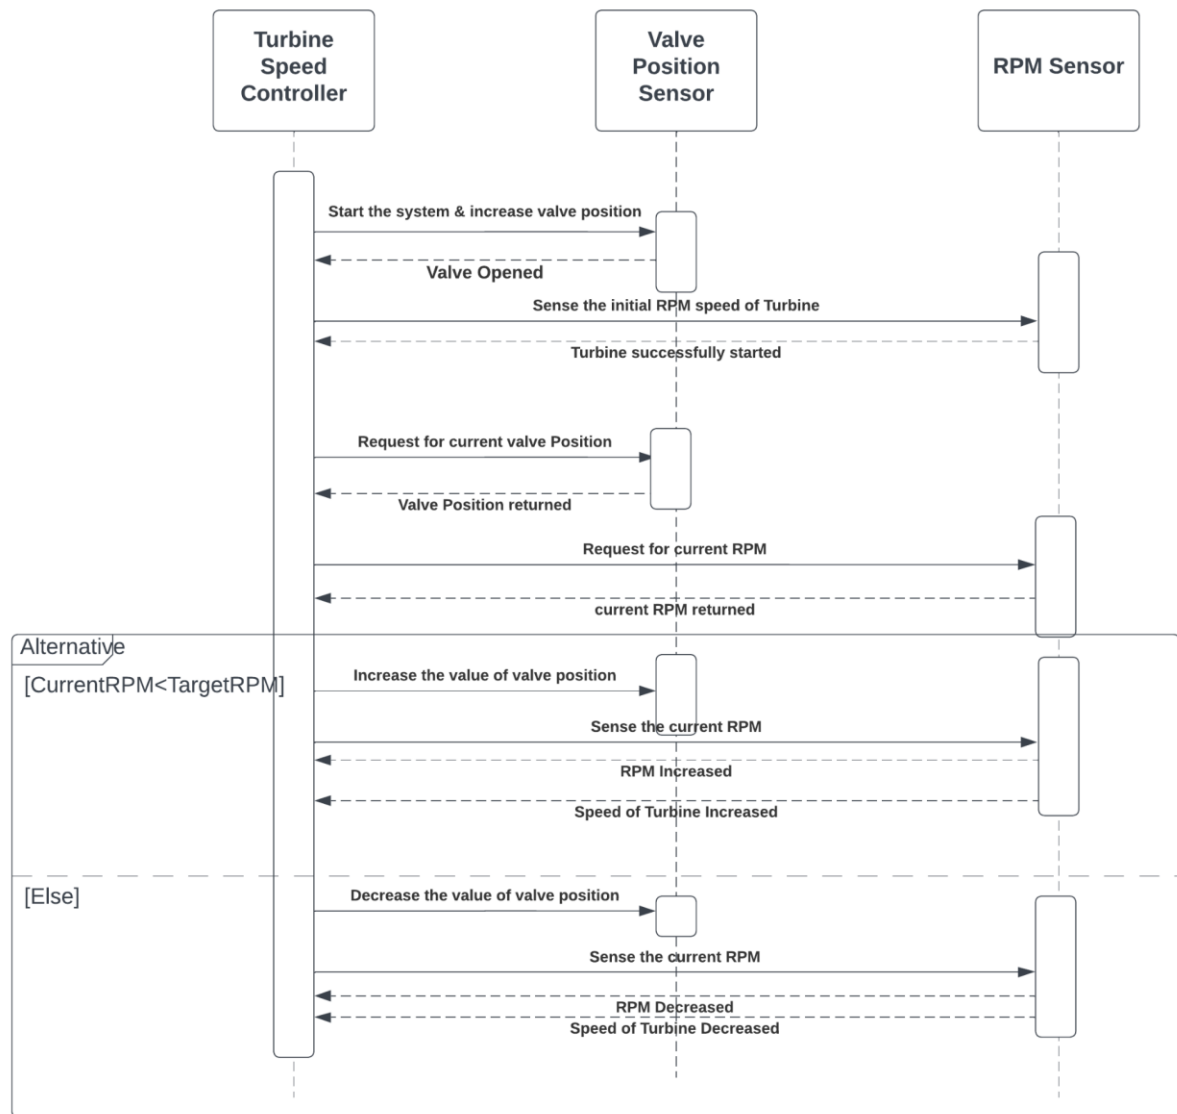 Turbine
Speed
Controller
Valve
Position
Sensor
RPM Sensor
Start the system & increase valve position
Valve Opened
Sense the initial RPM speed of Turbine
Turbine successfully started
Request for current valve Position
Valve Position returned
Request for current RPM
current RPM returned
Alternative
[CurrentRPM<TargetRPM]
Increase the value of valve position
Sense the current RPM
RPM Increased
Speed of Turbine Increased
[Else]
Decrease the value of valve position
Sense the current RPM
RPM Decreased
Speed of Turbine Decreased